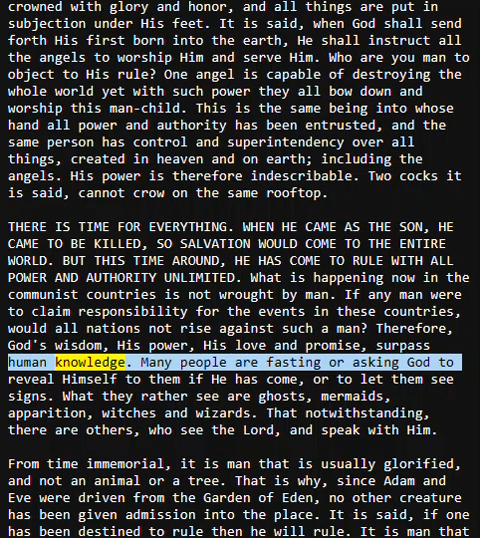 crowned with glory and honor, and all things are put in
subjection under His feet. It is said, when God shall send
forth His first born into the earth, He shall instruct all
the angels to worship Him and serve Him. Who are you man to
object to His rule? One angel is capable of destroying the
whole world yet with such power they all bow down and
worship this man-child. This is the same being into whose
hand all power and authority has been entrusted, and the
same person has control and superintendency over all
things, created in heaven and on earth; including the
angels. His power is therefore indescribable. Two cocks it
is said, cannot crow on the same rooftop.

THERE IS TIME FOR EVERYTHING. WHEN HE CAME AS THE SON, HE
CAME TO BE KILLED, SO SALVATION WOULD COME TO THE ENTIRE
WORLD. BUT THIS TIME AROUND, HE HAS COME TO RULE WITH ALL
POWER AND AUTHORITY UNLIMITED. What is happening now in the
communist countries is not wrought by man. If any man were
to claim responsibility for the events in these countries,
would all nations not rise against such a man? Therefore,
God's wisdom, His power, His love and promise, surpass
human knowledge. Many people are fasting or asking God to
reveal Himself to them if He has come, or to let them see
signs. What they rather see are ghosts, mermaids,
apparition, witches and wizards. That notwithstanding,
there are others, who see the Lord, and speak with Him.

From time immemorial, it is man that is usually glorified,
and not an animal or a tree. That is why, since Adam and
Eve were driven from the Garden of Eden, no other creature
has been given admission into the place. It is said, if one
has been destined to rule then he will rule. It is man that